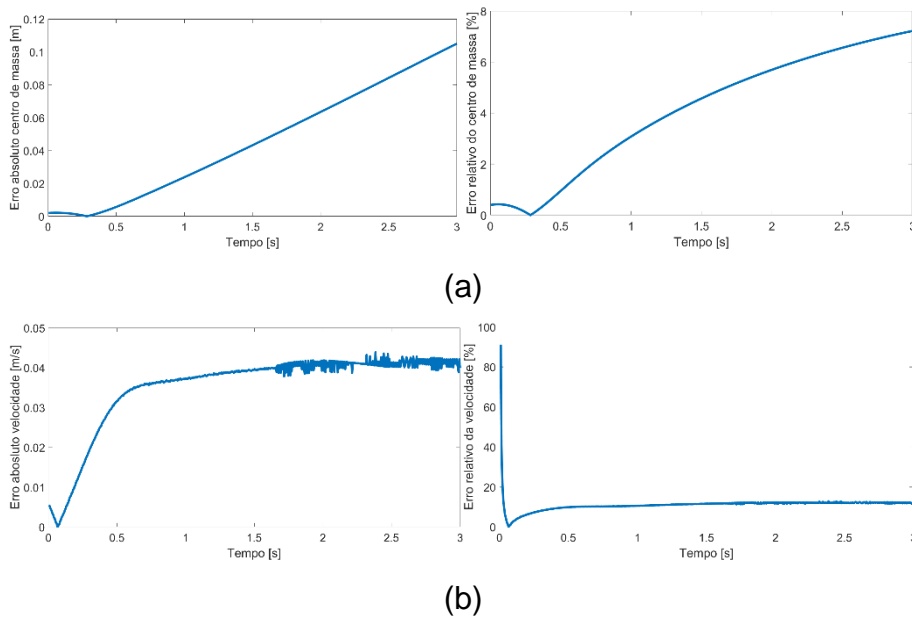 Erro absoluto centro de massa [m]
0.12
0.1
0.08
0.06
0.04
0.02
0
0 0.5 1 1.5 2 2.5 3
Tempo [s]
Erro relativo do centro de massa [%]
8
6
4
2
0
0 0.5 1 1.5 2 2.5 3
Tempo [s]
(a)
Erro abosluto velocidade [m/s]
0.05
0.04
0.03
0.02
0.01
0
0 0.5 1 1.5 2 2.5 3
Tempo [s]
Erro relativo da velocidade [%]
100
80
60
40
20
0
0 0.5 1 1.5 2 2.5 3
Tempo [s]
(b)